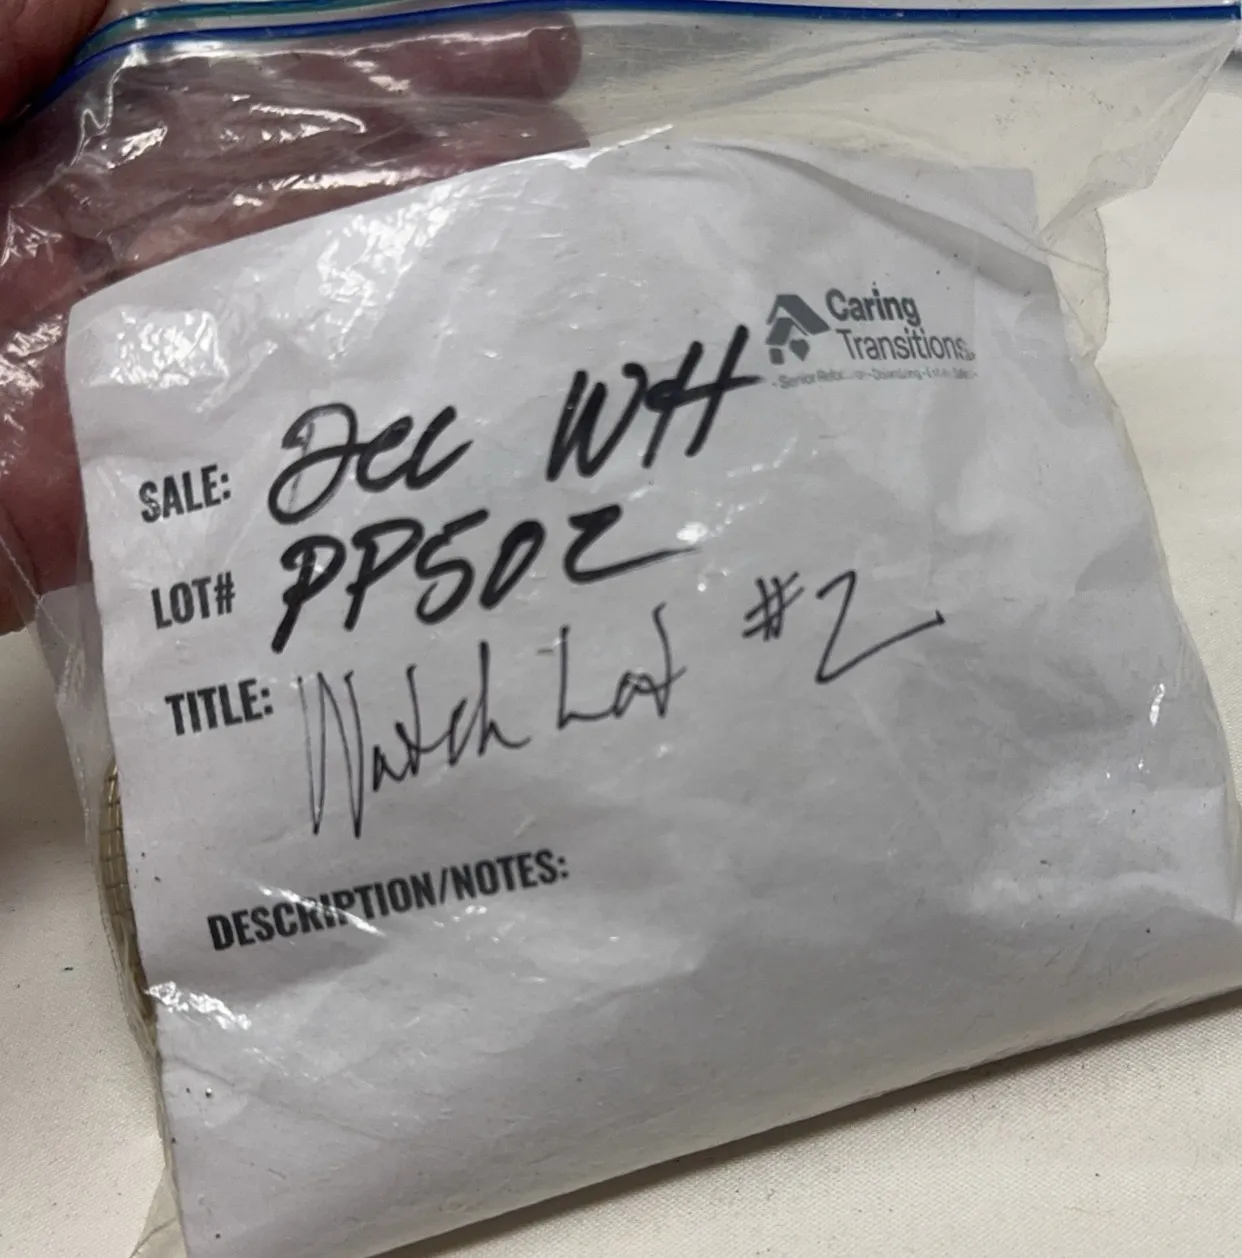 Caring
Transitions
SALE: Dec WH
LOT# PP502
TITLE: Watch Lot #2
DESCRIPTION/NOTES: